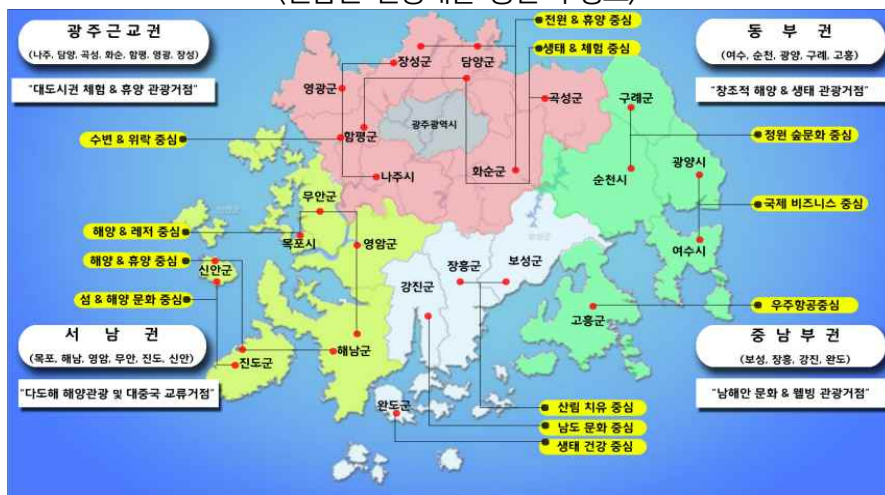 광주근교권
(나주, 담양, 곡성, 화순, 함평, 영광, 장성)
"대도시권 체험 & 휴양 관광거점"
전원 & 휴양 중심
생태 & 체험 중심
동 부 권
(여수, 순천, 광양, 구례, 고흥)
"창조적 해양 & 생태 관광거점"
장성군
담양군
영광군
곡성군
구례군
함평군
광주광역시
수변 & 위락 중심
정원 숲문화 중심
나주시
화순군
순천시
광양시
무안군
국제 비즈니스 중심
해양 & 레저 중심
목포시
영암군
여수시
해양 & 휴양 중심
신안군
장흥군
보성군
강진군
섬 & 해양 문화 중심
우주항공중심
고흥군
서 남 권
(목포, 해남, 영암, 무안, 진도, 신안)
"다도해 해양관광 및 대중국 교류거점"
진도군
해남군
중 남 부 권
(보성, 장흥, 강진, 완도)
"남해안 문화 & 웰빙 관광거점"
완도군
산림 치유 중심
남도 문화 중심
생태 건강 중심